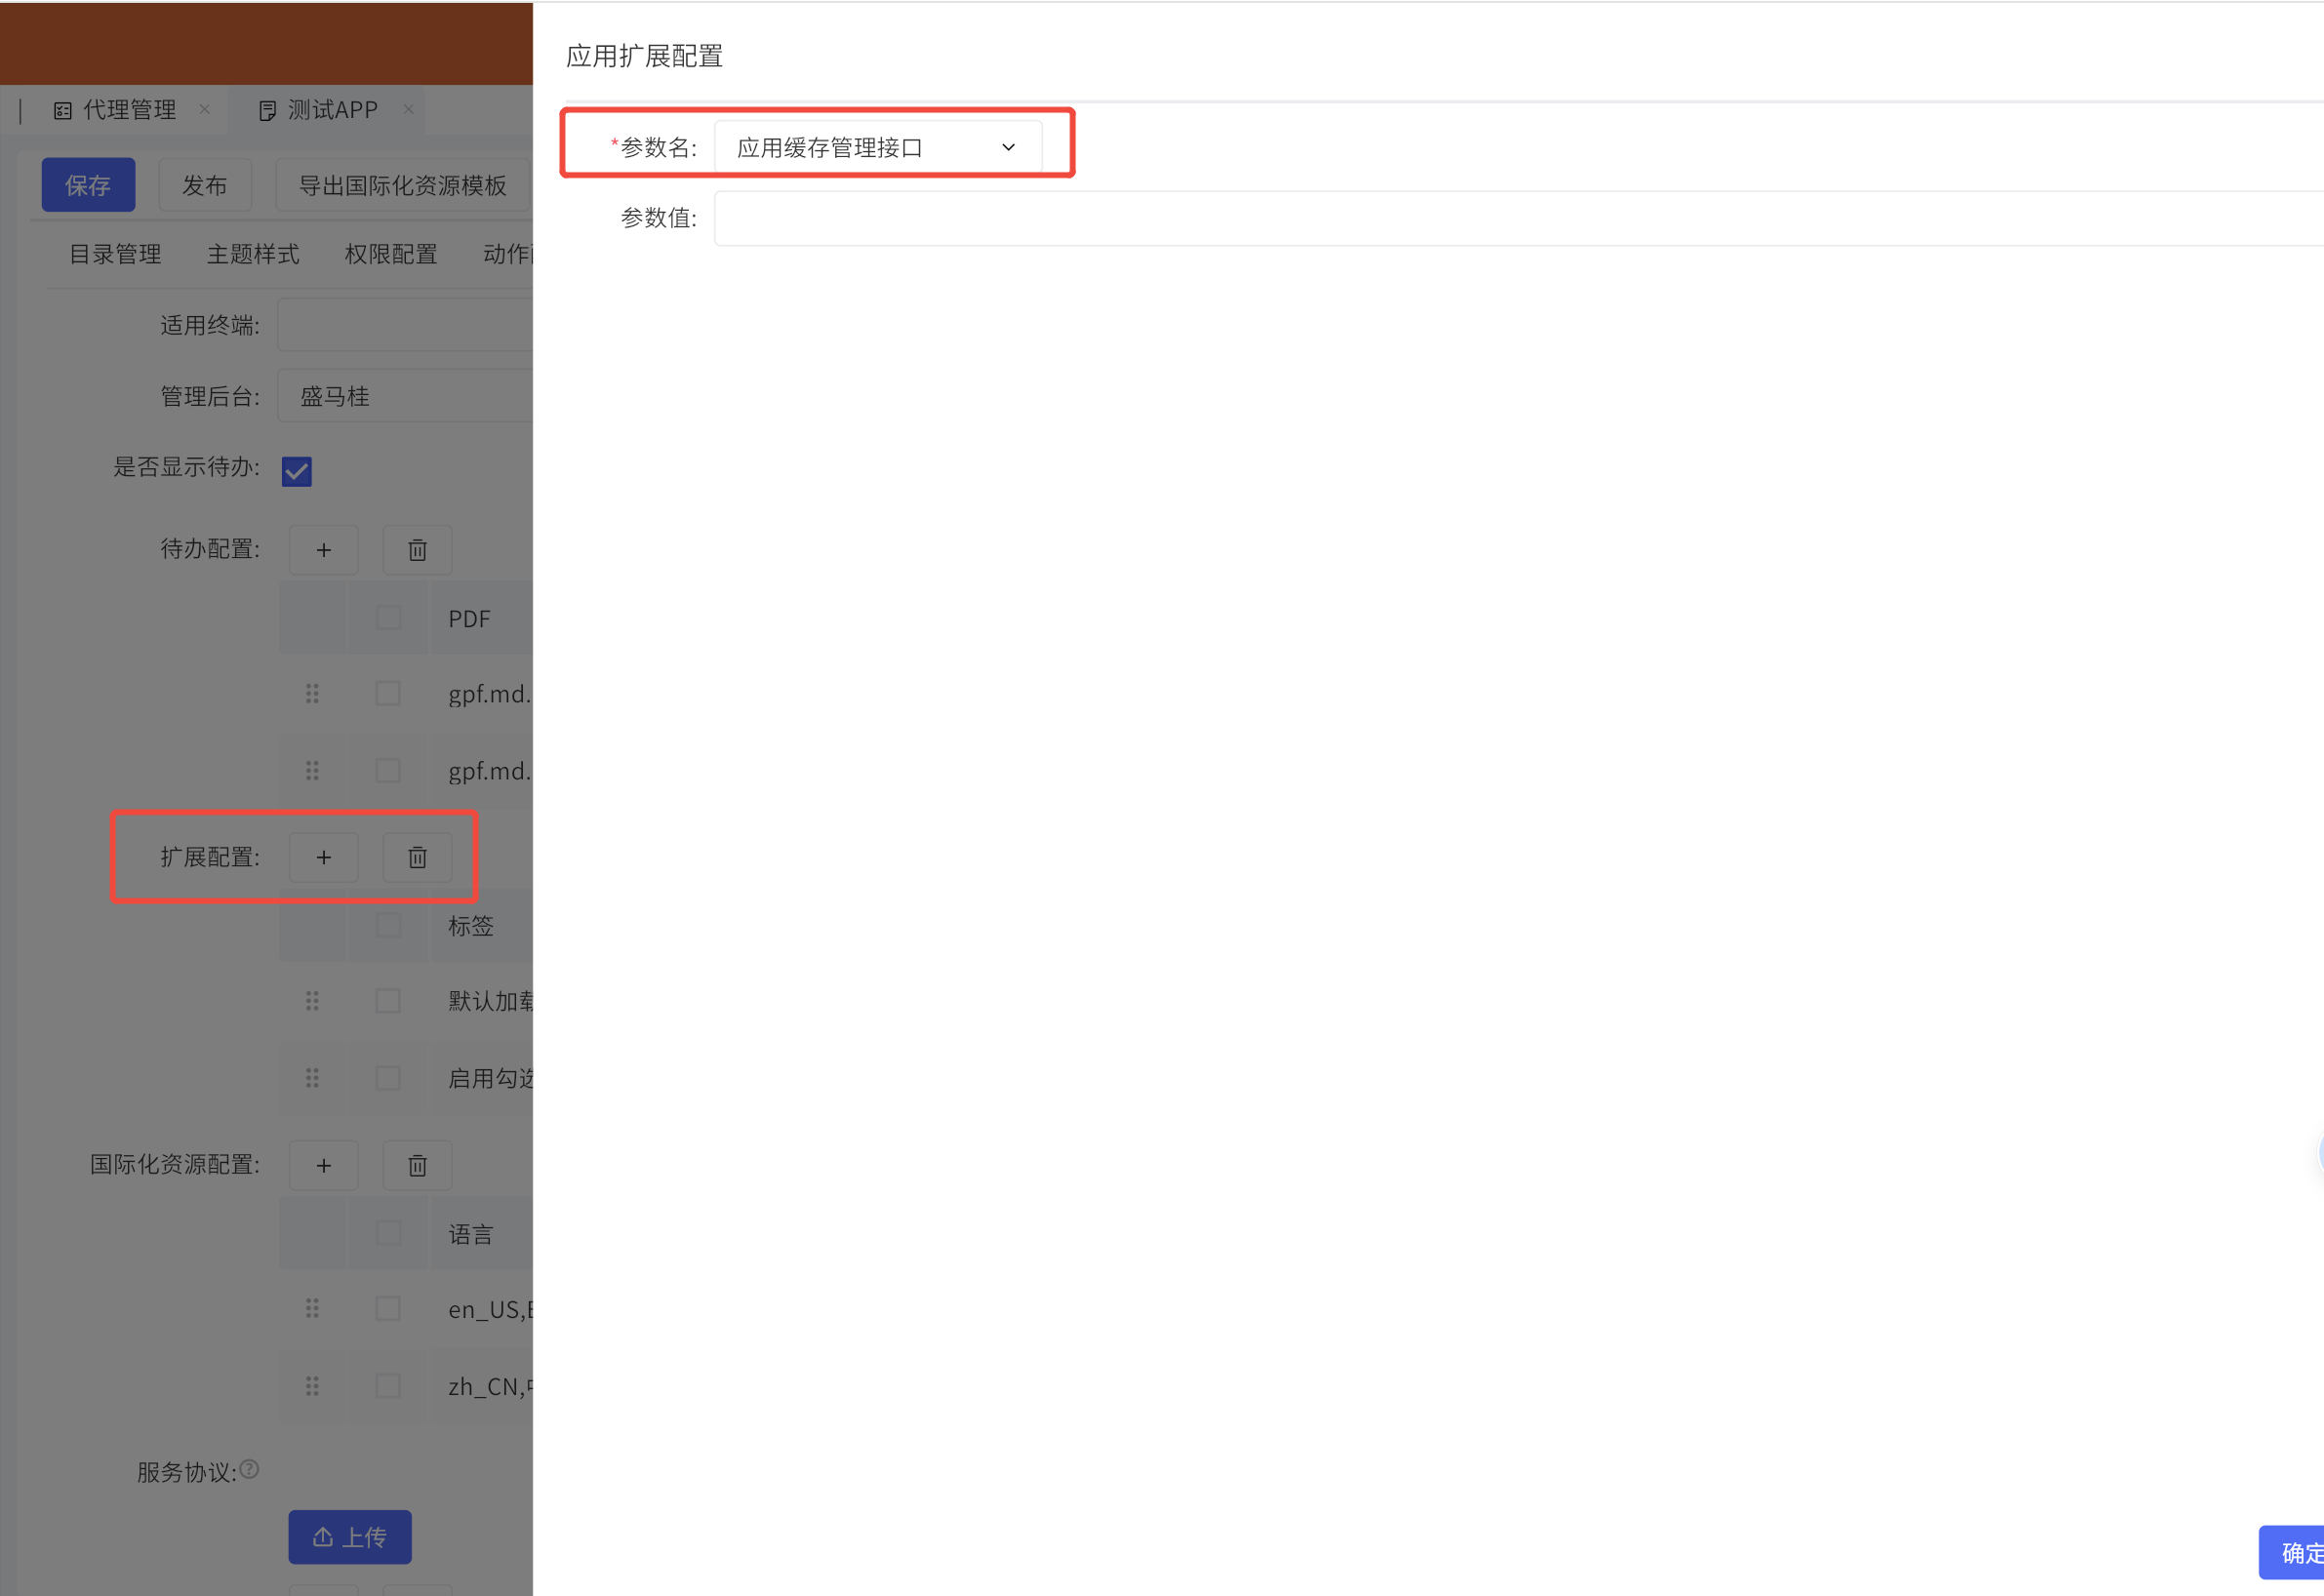 代理管理
测试APP
保存
发布
导出国际化资源模板
目录管理
主题样式
权限配置
动作
适用终端:
管理后台:
盛马桂
是否显示待办:
待办配置:
PDF
gpf.md.
gpf.md.
扩展配置:
标签
默认加载
启用勾选
国际化资源配置:
语言
en_US,E
zh_CN,中
服务协议:
上传
应用扩展配置
*参数名:
应用缓存管理接口
参数值:
确定